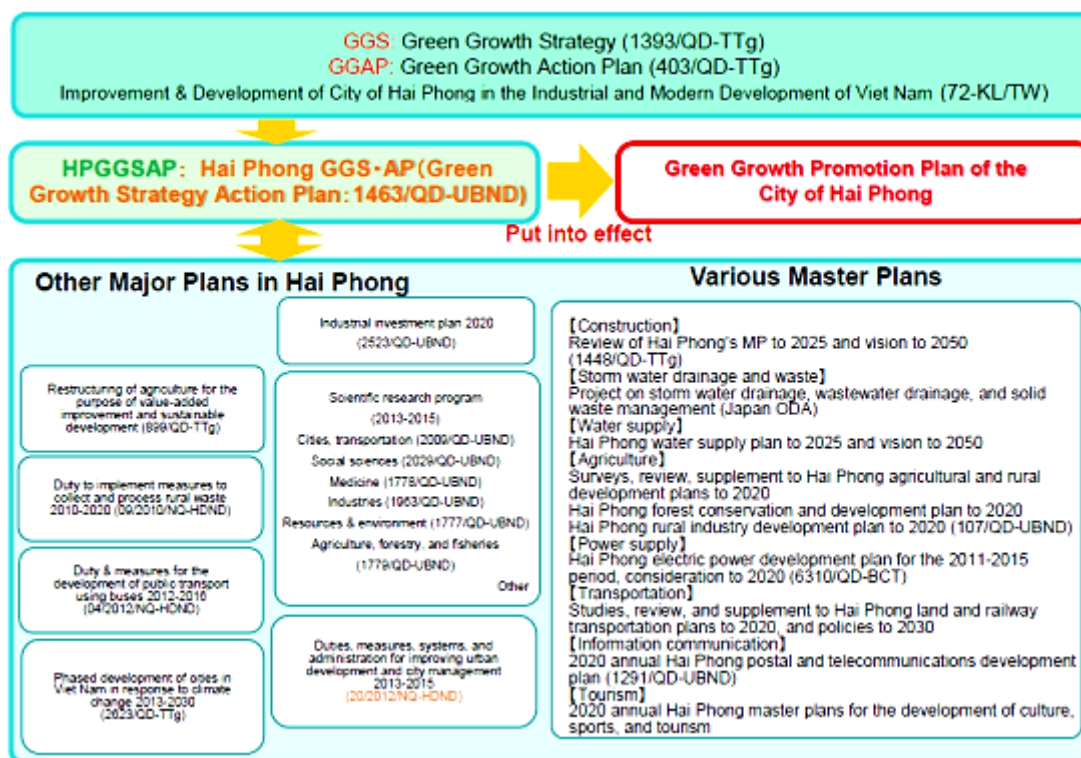 GGS: Green Growth Strategy (1393/QD-TTg)
GGAP: Green Growth Action Plan (403/QD-TTg)
Improvement & Development of City of Hai Phong in the Industrial and Modern Development of Viet Nam (72-KL/TW)
HPGGSAP: Hai Phong GGS・AP(Green
Growth Strategy Action Plan:1463/QD-UBND)
Green Growth Promotion Plan of the
City of Hai Phong
Put into effect
Other Major Plans in Hai Phong
Restructuring of agriculture for the
purpose of value-added
improvement and sustainable
development (899/QD-TTg)
Duty to implement measures to
collect and process rural waste
2010-2020 (09/2010/NQ-HDND)
Duty & measures for the
development of public transport
using buses 2012-2016
(04/2012/NQ-HDND)
Phased development of cities in
Viet Nam in response to climate
change 2013-2030
(2623/QD-TTg)
Industrial investment plan 2020
(2523/QD-UBND)
Scientific research program
(2013-2015)
Cities, transportation (2009/QD-UBND)
Social sciences (2029/QD-UBND)
Medicine (1778/QD-UBND)
Industries (1963/QD-UBND)
Resources & environment (1777/QD-UBND)
Agriculture, forestry, and fisheries
(1779/QD-UBND)
Other
Duties, measures, systems, and
administration for improving urban
development and city management
2013-2015
(20/2012/NQ-HDND)
Various Master Plans
【Construction】
Review of Hai Phong's MP to 2025 and vision to 2050
(1448/QD-TTg)
【Storm water drainage and waste】
Project on storm water drainage, wastewater drainage, and solid
waste management (Japan ODA)
【Water supply】
Hai Phong water supply plan to 2025 and vision to 2050
【Agriculture】
Surveys, review, supplement to Hai Phong agricultural and rural
development plans to 2020
Hai Phong forest conservation and development plan to 2020
Hai Phong rural industry development plan to 2020 (107/QD-UBND)
【Power supply】
Hai Phong electric power development plan for the 2011-2015
period, consideration to 2020 (6310/QD-BCT)
【Transportation】
Studies, review, and supplement to Hai Phong land and railway
transportation plans to 2020, and policies to 2030
【Information communication】
2020 annual Hai Phong postal and telecommunications development
plan (1291/QD-UBND)
【Tourism】
2020 annual Hai Phong master plans for the development of culture,
sports, and tourism